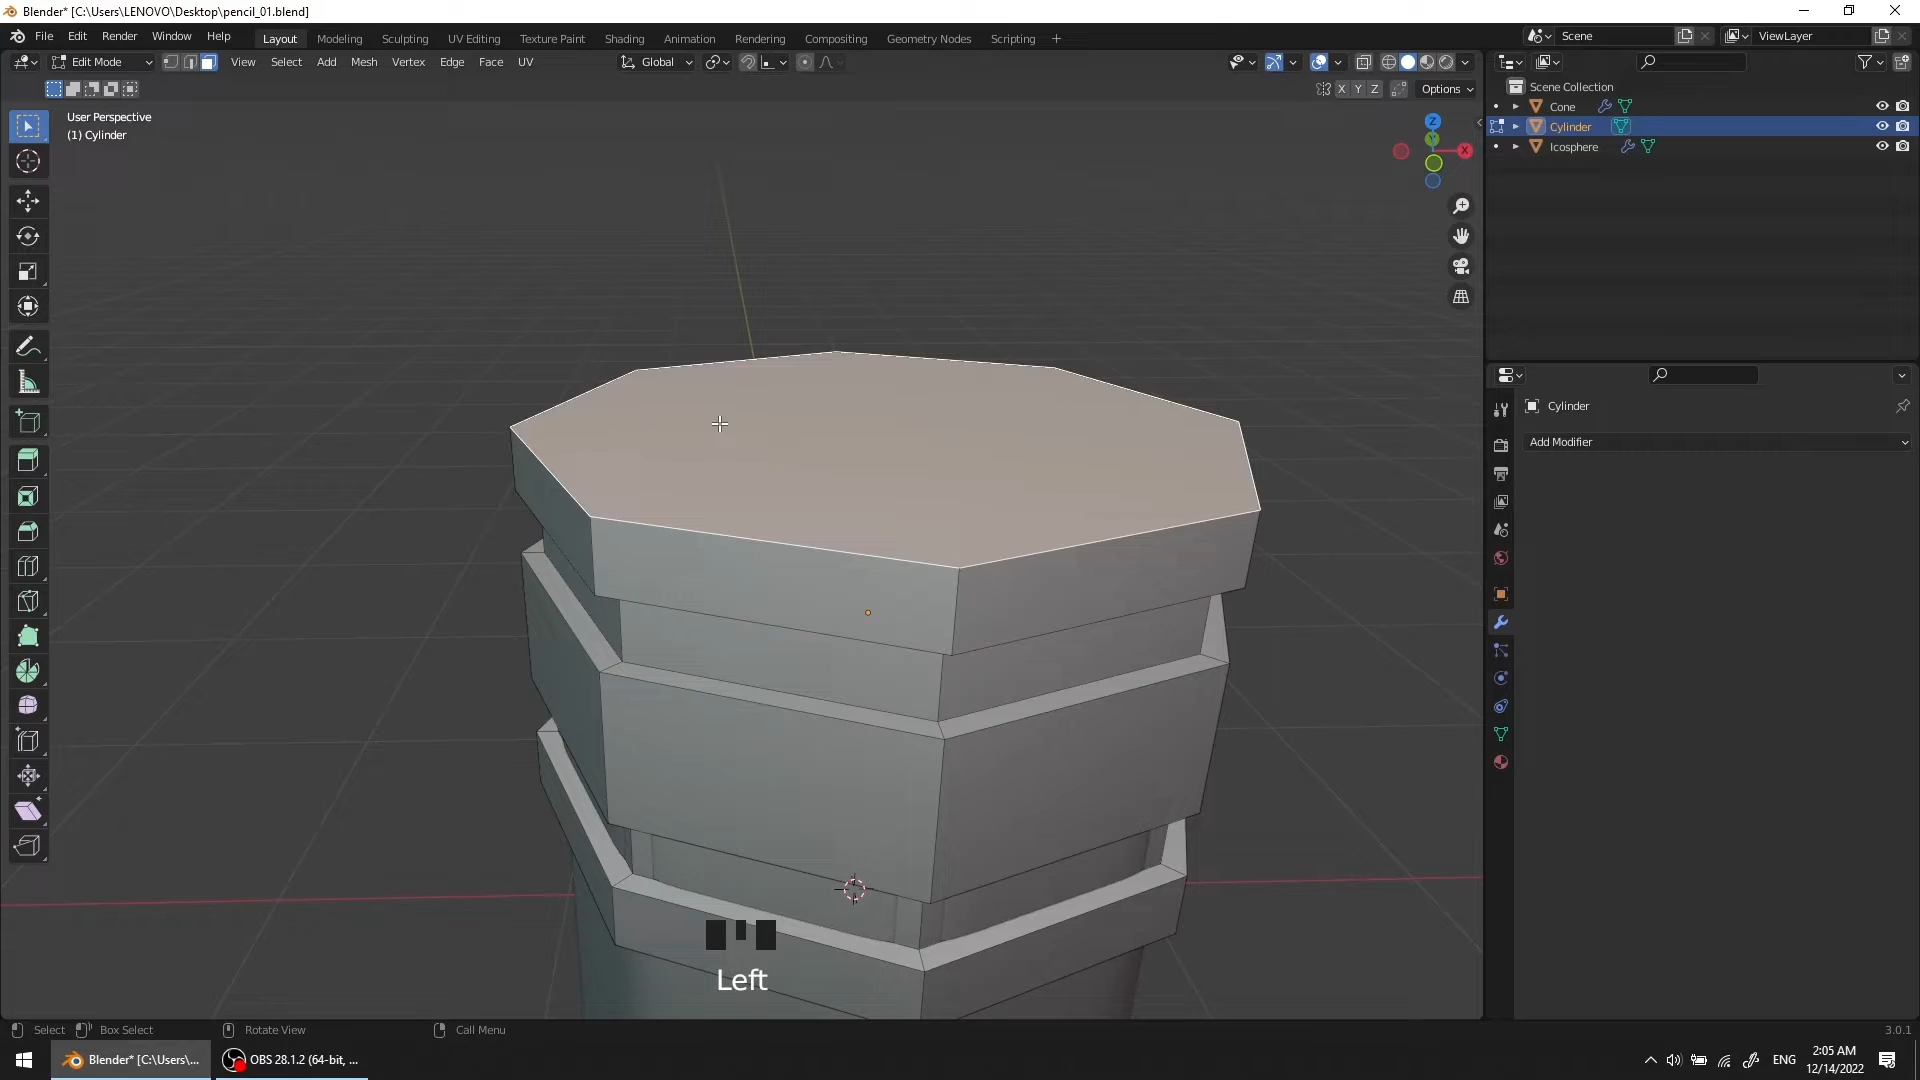 Blender* [C:\Users\LENOVO\Desktop\pencil_01.blend]
File Edit Render Window Help Layout Modeling Sculpting UV Editing Texture Paint Shading Animation Rendering Compositing Geometry Nodes Scripting + Scene ViewLayer
Edit Mode View Select Add Mesh Vertex Edge Face UV Global
X Y Z Options
Scene Collection
Cone
Cylinder
Icosphere
User Perspective
(1) Cylinder
Z
Y
X
Cylinder
Add Modifier
Left
Select Box Select Rotate View Call Menu 3.0.1
Blender* [C:\Users\... OBS 28.1.2 (64-bit, ... ENG 2:05 AM
12/14/2022